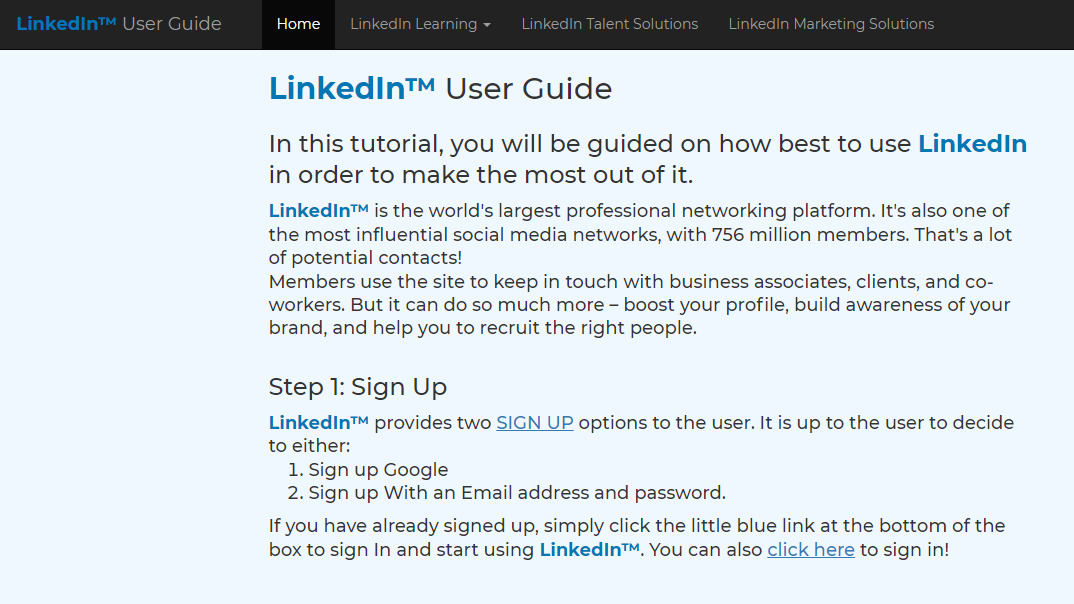 LinkedIn™ User Guide Home LinkedIn Learning LinkedIn Talent Solutions LinkedIn Marketing Solutions
LinkedIn™ User Guide
In this tutorial, you will be guided on how best to use LinkedIn
in order to make the most out of it.
LinkedIn™ is the world's largest professional networking platform. It's also one of
the most influential social media networks, with 756 million members. That's a lot
of potential contacts!
Members use the site to keep in touch with business associates, clients, and co-
workers. But it can do so much more – boost your profile, build awareness of your
brand, and help you to recruit the right people.
Step 1: Sign Up
LinkedIn™ provides two SIGN UP options to the user. It is up to the user to decide
to either:
1. Sign up Google
2. Sign up With an Email address and password.
If you have already signed up, simply click the little blue link at the bottom of the
box to sign In and start using LinkedIn™. You can also click here to sign in!